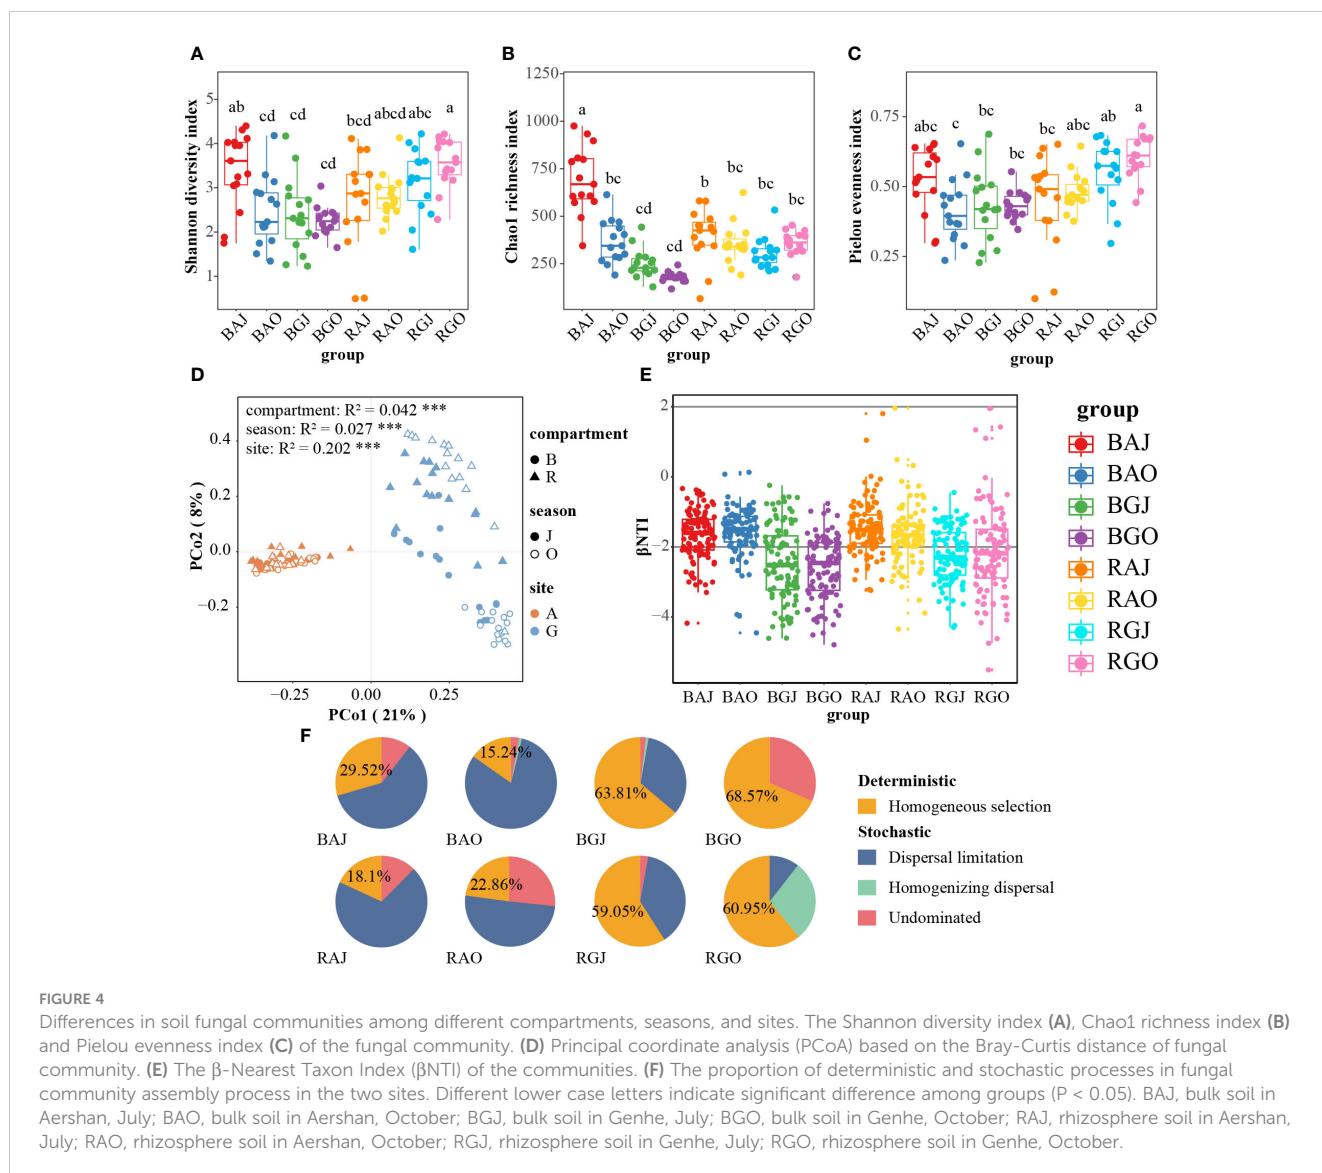 A
B
C
5
4
3
2
1
Shannon diversity index
ab
cd
cd
cd
bcd
abcd
abc
a
BAJ
BAO
BGJ
BGO
RAJ
RAO
RGJ
RGO
group
1250
1000
750
500
250
Chao1 richness index
a
bc
cd
cd
b
bc
bc
bc
BAJ
BAO
BGJ
BGO
RAJ
RAO
RGJ
RGO
group
0.75
0.50
0.25
Pielou evenness index
abc
c
bc
bc
bc
abc
ab
a
BAJ
BAO
BGJ
BGO
RAJ
RAO
RGJ
RGO
group
D
compartment: R² = 0.042 ***
season: R² = 0.027 ***
site: R² = 0.202 ***
0.4
0.2
0.0
−0.2
PCo2 ( 8% )
−0.25
0.00
0.25
PCo1 ( 21% )
compartment
B
R
season
J
O
site
A
G
E
2
0
−2
−4
βNTI
BAJ
BAO
BGJ
BGO
RAJ
RAO
RGJ
RGO
group
group
BAJ
BAO
BGJ
BGO
RAJ
RAO
RGJ
RGO
F
29.52%
BAJ
15.24%
BAO
63.81%
BGJ
68.57%
BGO
18.1%
RAJ
22.86%
RAO
59.05%
RGJ
60.95%
RGO
Deterministic
Homogeneous selection
Stochastic
Dispersal limitation
Homogenizing dispersal
Undominated
FIGURE 4
Differences in soil fungal communities among different compartments, seasons, and sites. The Shannon diversity index (A), Chao1 richness index (B)
and Pielou evenness index (C) of the fungal community. (D) Principal coordinate analysis (PCoA) based on the Bray-Curtis distance of fungal
community. (E) The β-Nearest Taxon Index (βNTI) of the communities. (F) The proportion of deterministic and stochastic processes in fungal
community assembly process in the two sites. Different lower case letters indicate significant difference among groups (P < 0.05). BAJ, bulk soil in
Aershan, July; BAO, bulk soil in Aershan, October; BGJ, bulk soil in Genhe, July; BGO, bulk soil in Genhe, October; RAJ, rhizosphere soil in Aershan,
July; RAO, rhizosphere soil in Aershan, October; RGJ, rhizosphere soil in Genhe, July; RGO, rhizosphere soil in Genhe, October.